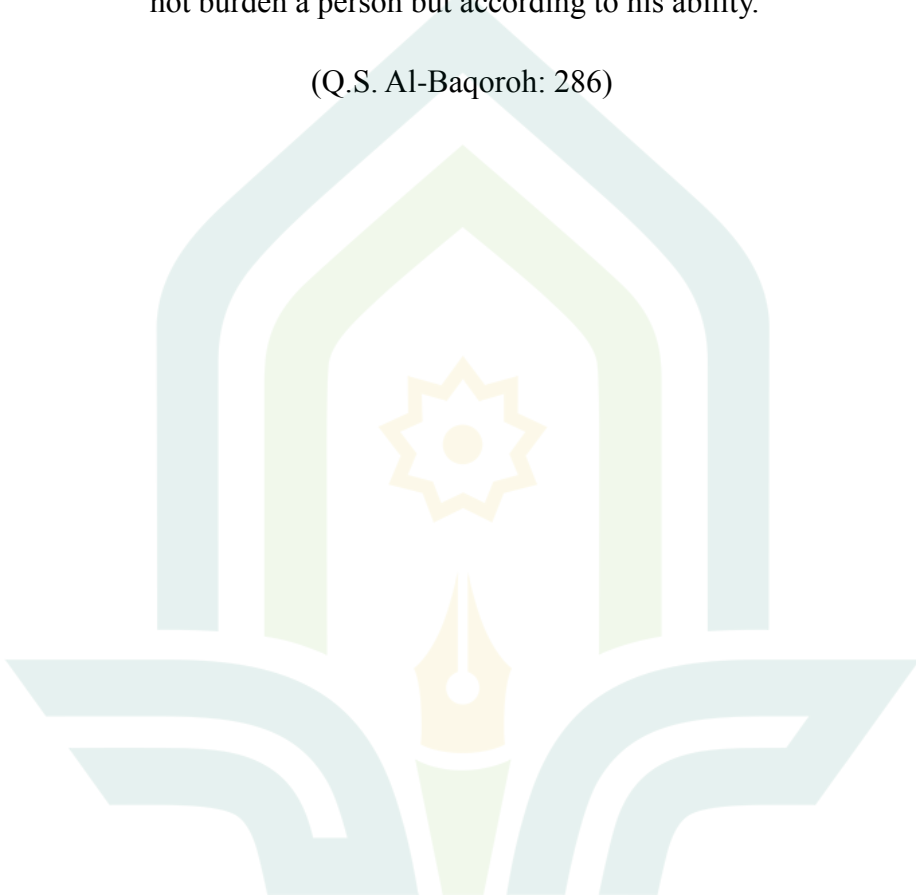 not burden a person but according to his ability.
(Q.S. Al-Baqoroh: 286)